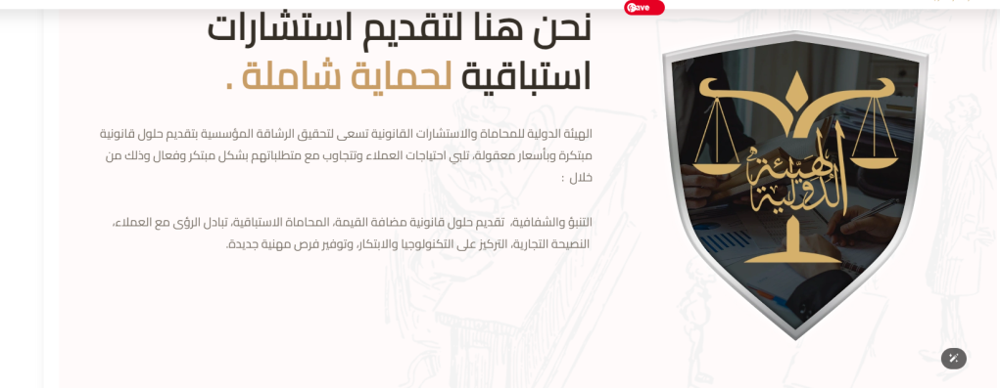 Save
نحن هنا لتقديم استشارات
استباقية لحماية شاملة .
الهيئة الدولية للمحاماة والاستشارات القانونية تسعى لتحقيق الرشاقة المؤسسية بتقديم حلول قانونية
مبتكرة وبأسعار معقولة، تلبي احتياجات العملاء وتتجاوب مع متطلباتهم بشكل مبتكر وفعال وذلك من
خلال :
التنبؤ والشفافية، تقديم حلول قانونية مضافة القيمة، المحاماة الاستباقية، تبادل الرؤى مع العملاء،
النصيحة التجارية، التركيز على التكنولوجيا والابتكار، وتوفير فرص مهنية جديدة.
الهيئة
الدولية